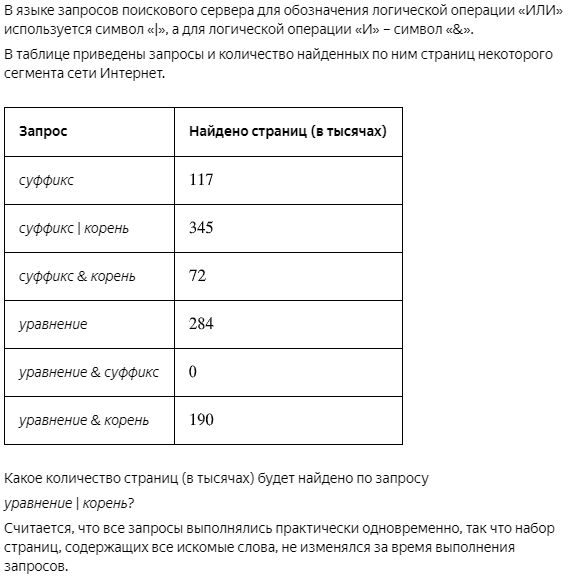 В языке запросов поискового сервера для обозначения логической операции «ИЛИ»
используется символ «|», а для логической операции «И» – символ «&».
В таблице приведены запросы и количество найденных по ним страниц некоторого
сегмента сети Интернет.
Запрос Найдено страниц (в тысячах)
суффикс 117
суффикс | корень 345
суффикс & корень 72
уравнение 284
уравнение & суффикс 0
уравнение & корень 190
Какое количество страниц (в тысячах) будет найдено по запросу
уравнение | корень?
Считается, что все запросы выполнялись практически одновременно, так что набор
страниц, содержащих все искомые слова, не изменялся за время выполнения
запросов.